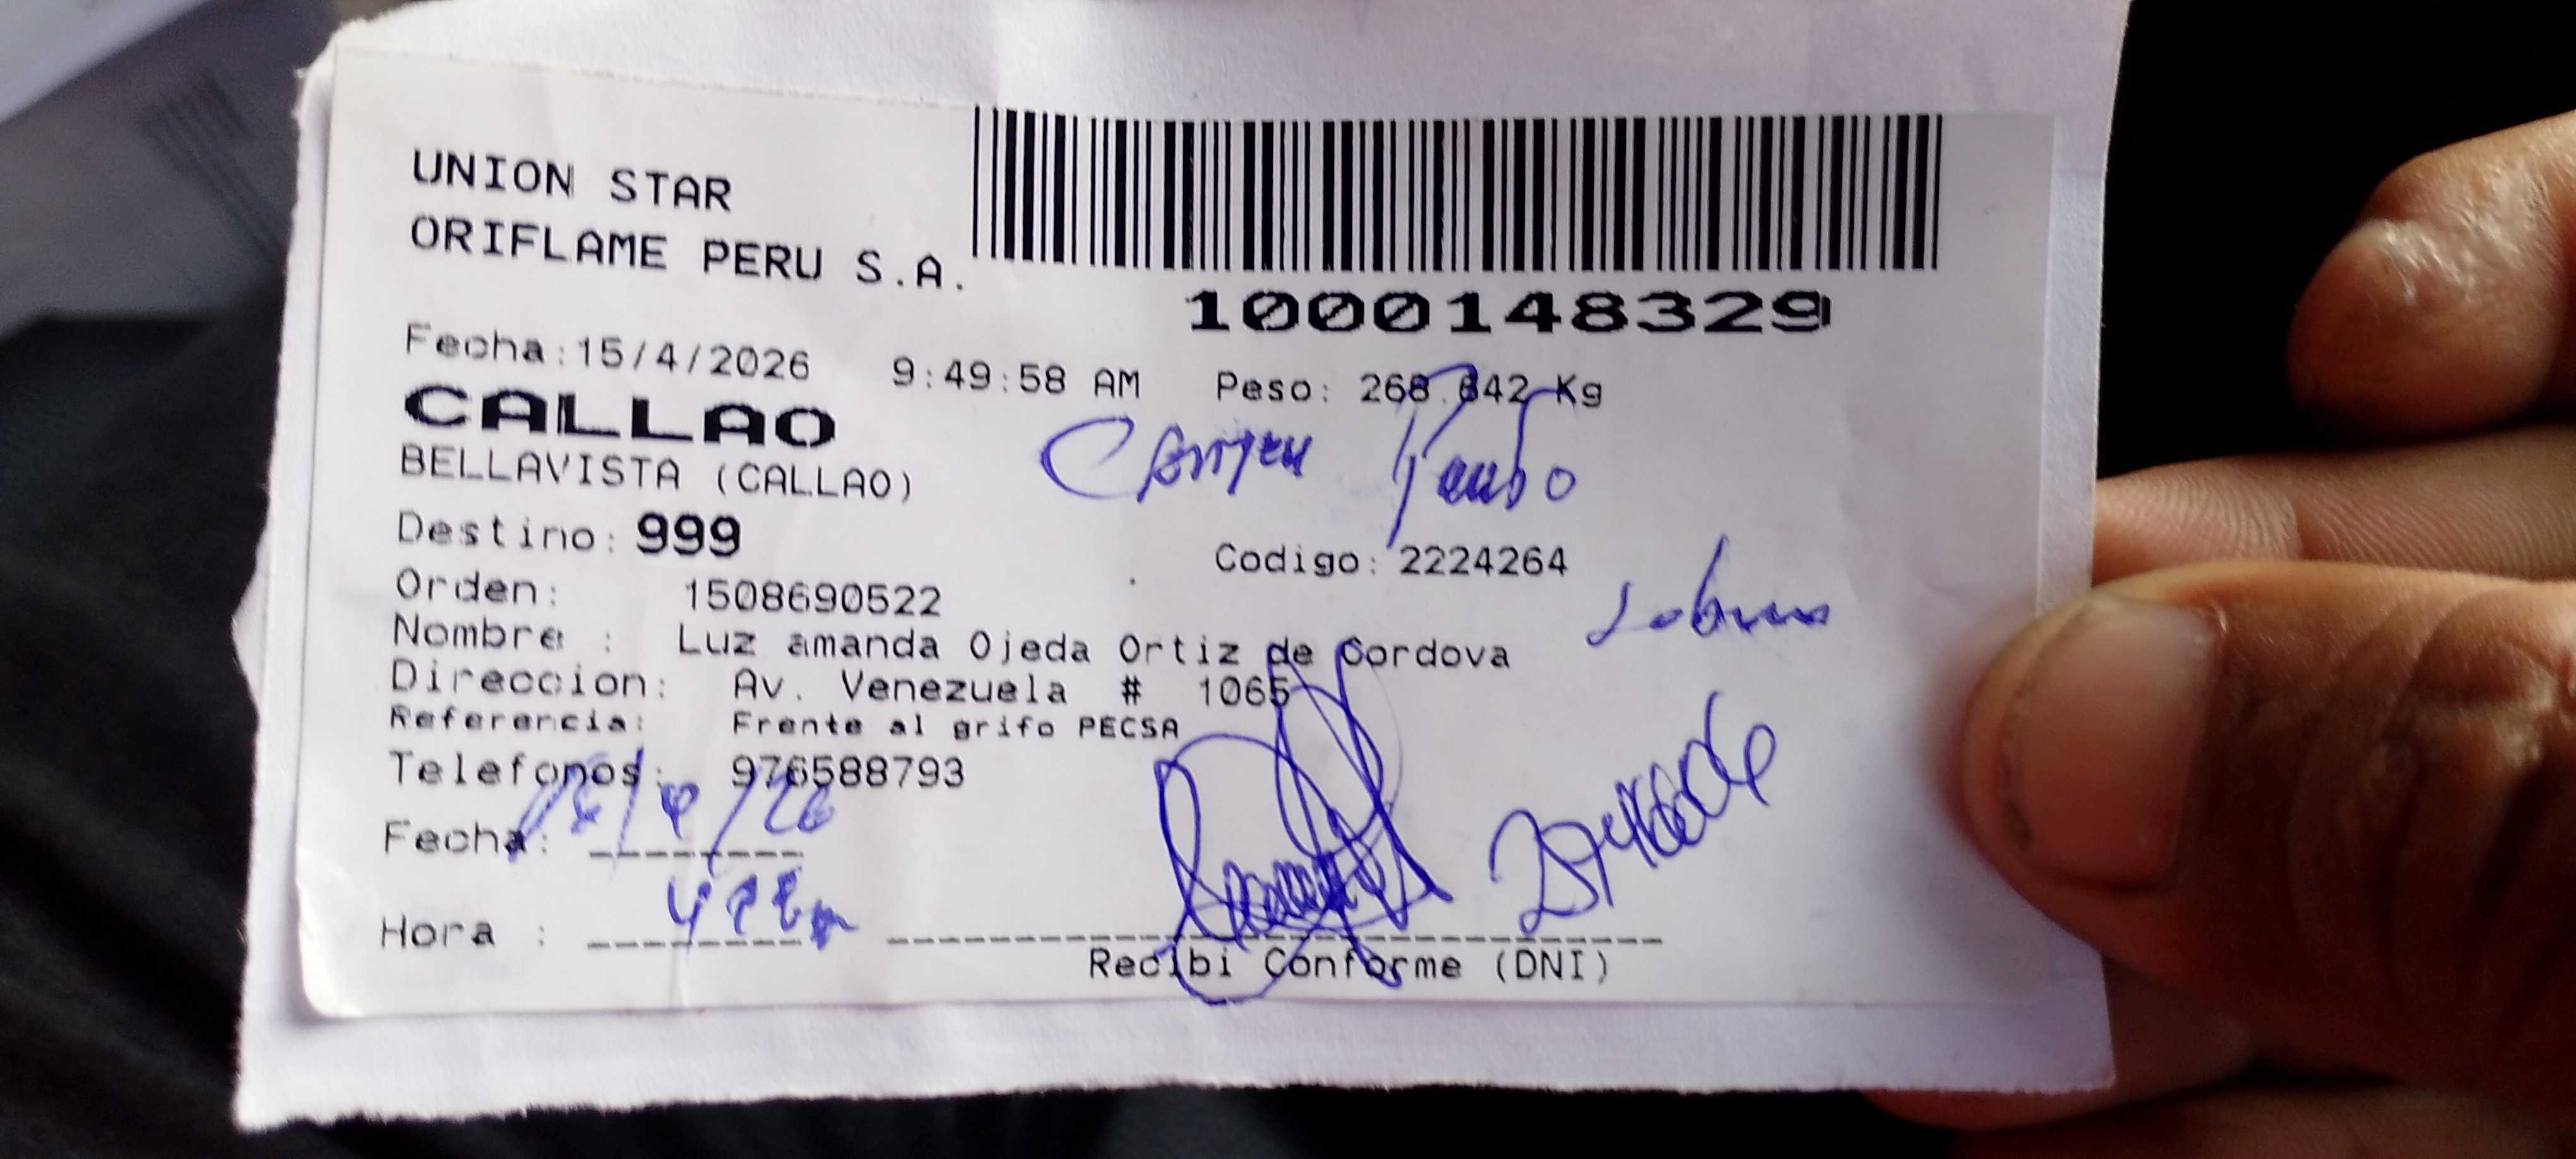 UNION STAR
ORIFLAME PERU S.A.
1000148329
Fecha:15/4/2026 9:49:58 AM Peso: 268.642 Kg
CALLAO
BELLAVISTA (CALLAO)
Carmen
Destino: 999
Codigo: 2224264
Orden: 1508690522
Nombre : Luz amanda Ojeda Ortiz de Cordova
Direccion: Av. Venezuela # 1065
Referencia: Frente al grifo PECSA
Telefonos: 976588793
Fecha:
Hora :
Recibi Conforme (DNI)